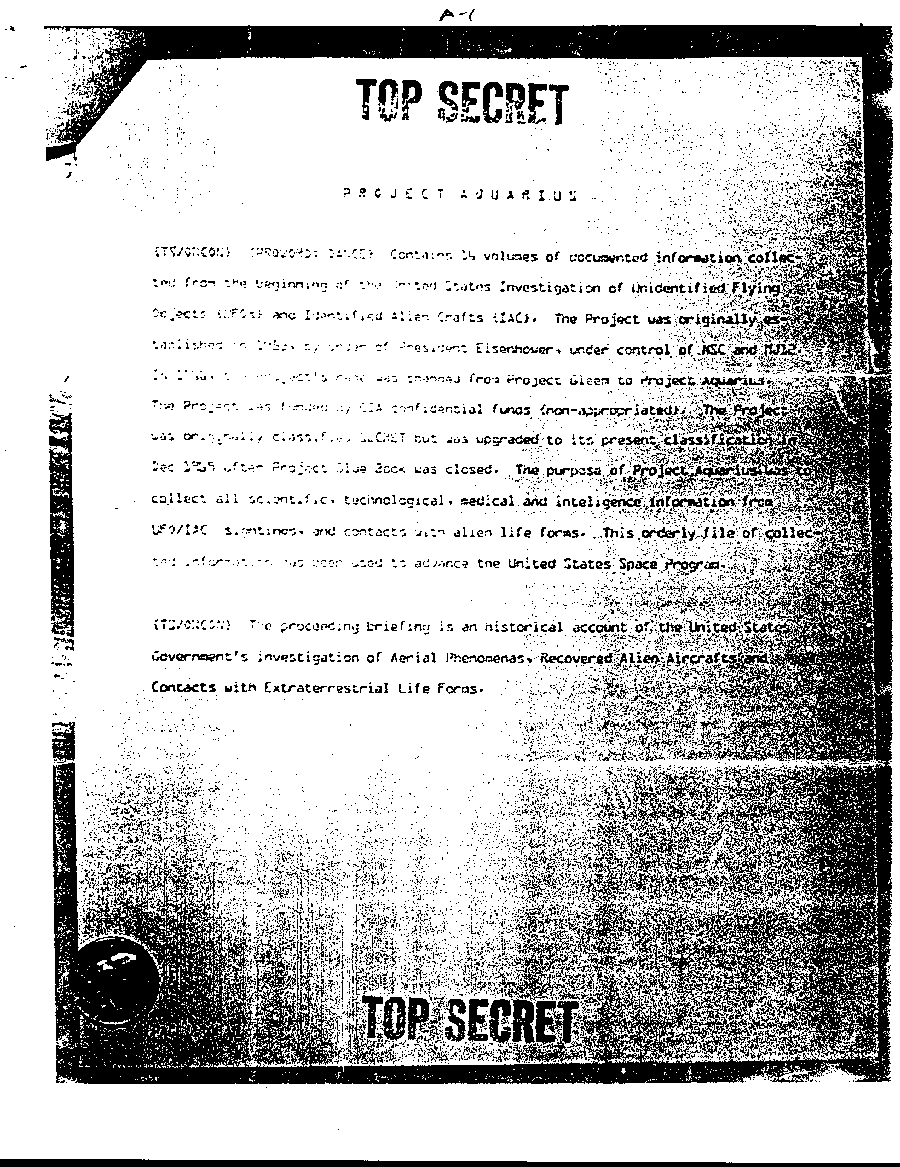 A-1
TOP SECRET
PROJECT AQUARIUS
(TS/ORCON) (PROWORD: DANCE) Contains 16 volumes of documented information collec-
ted from the beginning of the United States Investigation of Unidentified Flying
Objects (UFOs) and Identified Alien Crafts (IAC). The Project was originally es-
tablished in by order of President Eisenhower, under control of NSC and MJ12.
In the Project's name was changed from Project Gleem to Project Aquarius.
The Project was funded by CIA confidential funds (non-appropriated). The Project
was originally classified SECRET but was upgraded to its present classification in
Dec 1969 after Project Blue Book was closed. The purpose of Project Aquarius was to
collect all scientific, technological, medical and inteligence information from
UFO/IAC sightings, and contacts with alien life forms. This orderly file of collec-
ted information has been used to advance the United States Space Program.
(TS/ORCON) The proceeding briefing is an historical account of the United State
Government's investigation of Aerial Phenomenas, Recovered Alien Aircrafts and
Contacts with Extraterrestrial Life Forms.
TOP SECRET